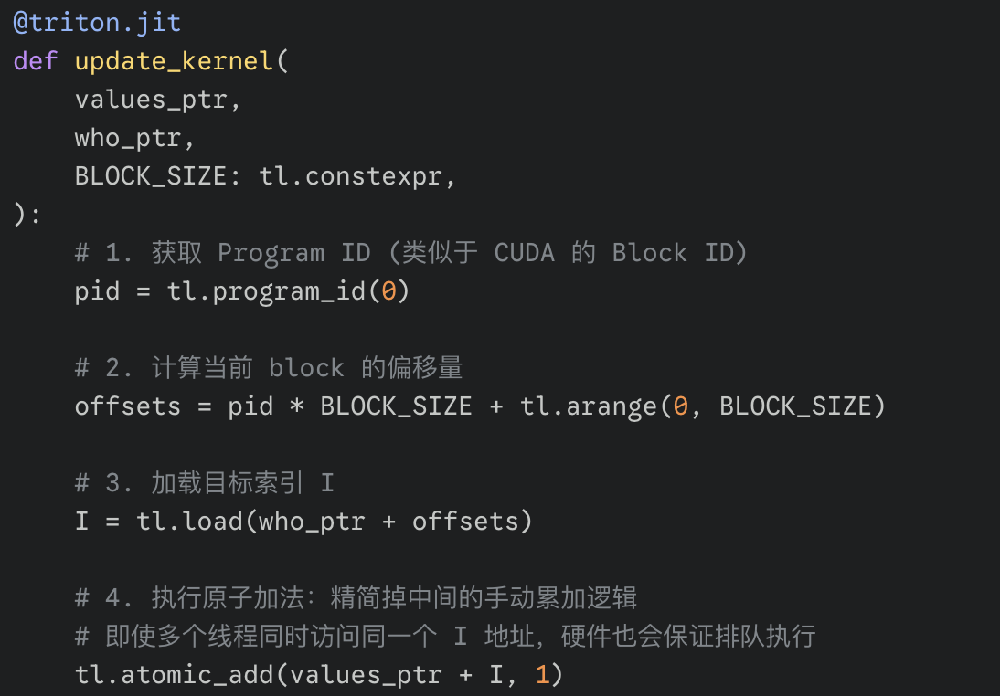 @triton.jit
def update_kernel(
    values_ptr,
    who_ptr,
    BLOCK_SIZE: tl.constexpr,
):
    # 1. 获取 Program ID (类似于 CUDA 的 Block ID)
    pid = tl.program_id(0)
    # 2. 计算当前 block 的偏移量
    offsets = pid * BLOCK_SIZE + tl.arange(0, BLOCK_SIZE)
    # 3. 加载目标索引 I
    I = tl.load(who_ptr + offsets)
    # 4. 执行原子加法：精简掉中间的手动累加逻辑
    # 即使多个线程同时访问同一个 I 地址，硬件也会保证排队执行
    tl.atomic_add(values_ptr + I, 1)